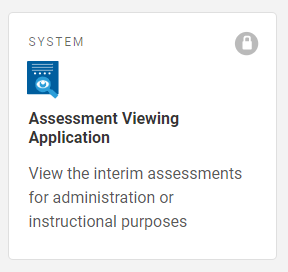 SYSTEM
Assessment Viewing
Application
View the interim assessments
for administration or
instructional purposes